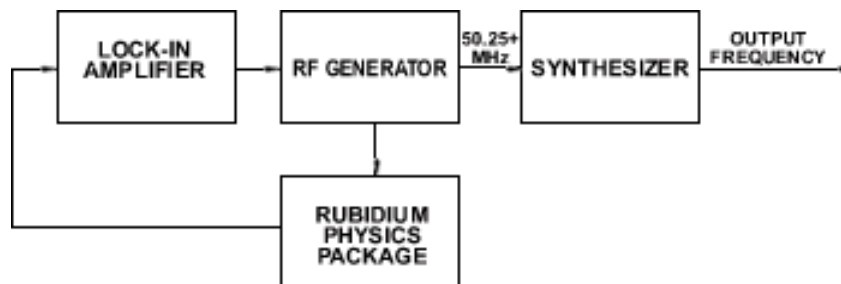 LOCK-IN
AMPLIFIER
RF GENERATOR
50.25+
MHz
SYNTHESIZER
OUTPUT
FREQUENCY
RUBIDIUM
PHYSICS
PACKAGE